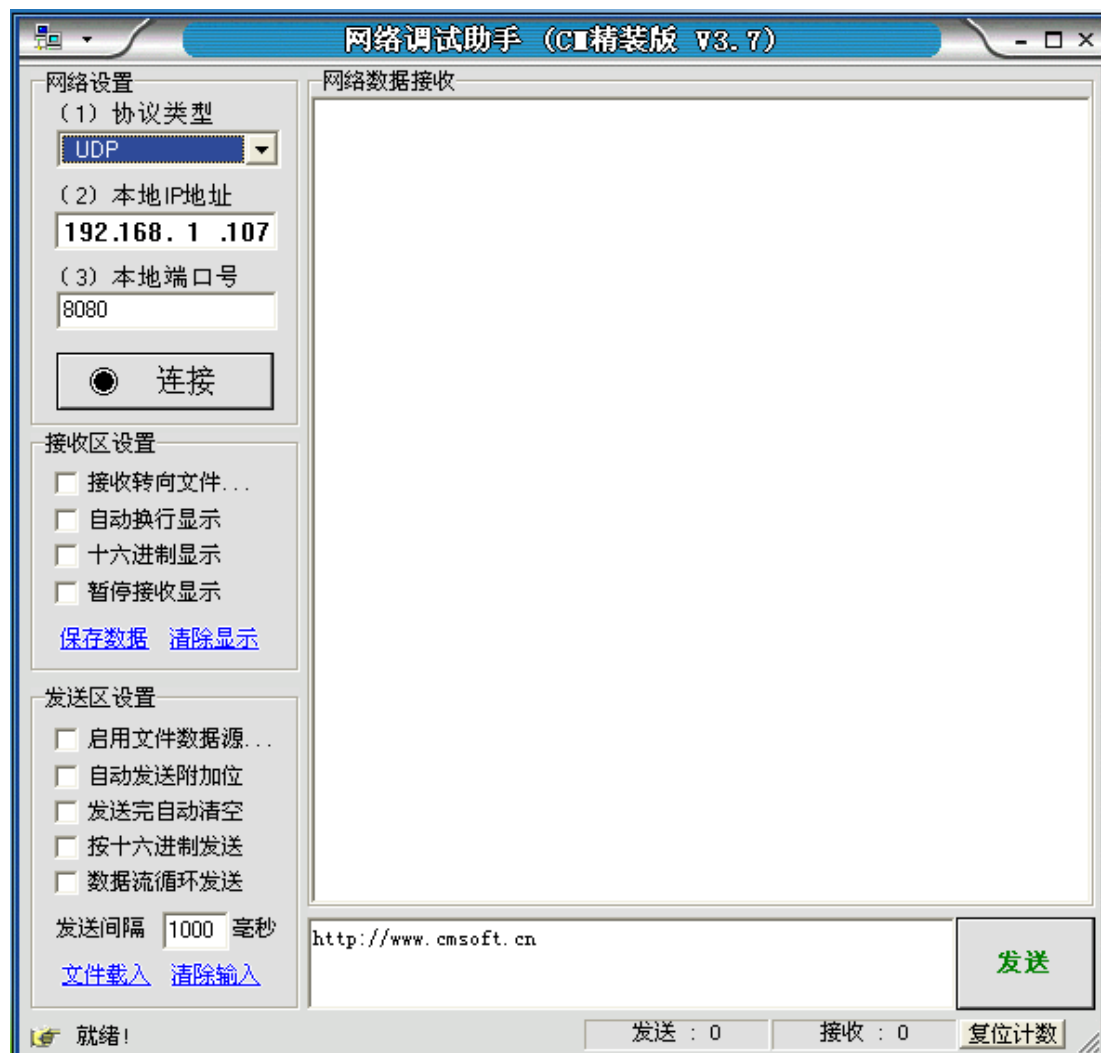 网络调试助手 (CⅢ精装版 V3.7)
网络设置
(1) 协议类型
UDP
(2) 本地IP地址
192.168. 1 .107
(3) 本地端口号
8080
连接
接收区设置
接收转向文件...
自动换行显示
十六进制显示
暂停接收显示
保存数据 清除显示
发送区设置
启用文件数据源...
自动发送附加位
发送完自动清空
按十六进制发送
数据流循环发送
发送间隔 1000 毫秒
文件载入 清除输入
网络数据接收
http://www.cmsoft.cn
发送
就绪!
发送 : 0
接收 : 0
复位计数